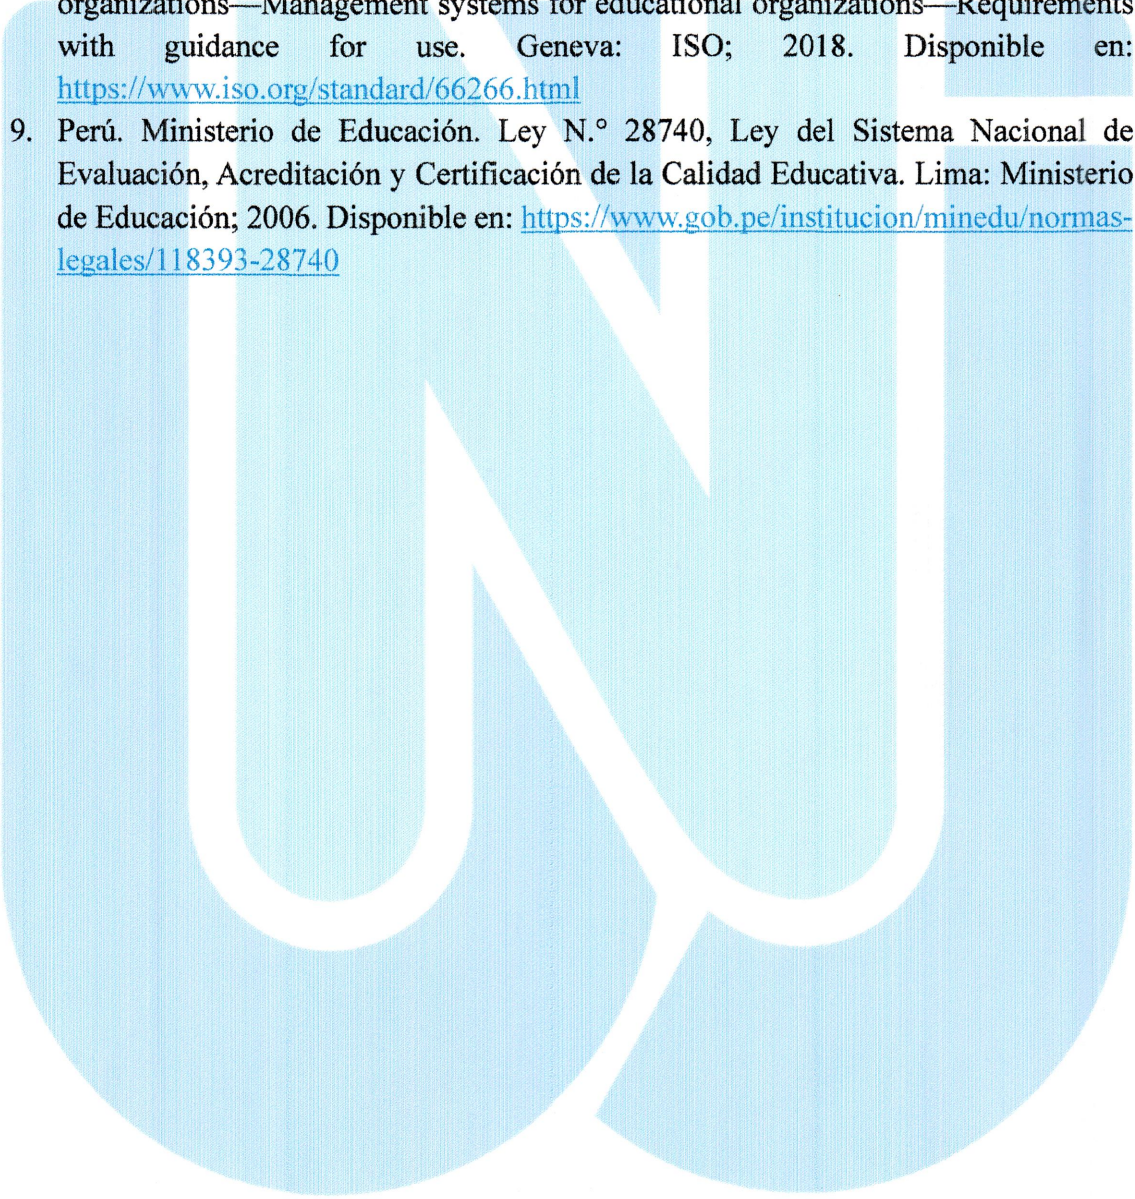 organizations—Management systems for educational organizations—Requirements
with guidance for use. Geneva: ISO; 2018. Disponible en:
https://www.iso.org/standard/66266.html
9. Perú. Ministerio de Educación. Ley N.° 28740, Ley del Sistema Nacional de
Evaluación, Acreditación y Certificación de la Calidad Educativa. Lima: Ministerio
de Educación; 2006. Disponible en: https://www.gob.pe/institucion/minedu/normas-
legales/118393-28740